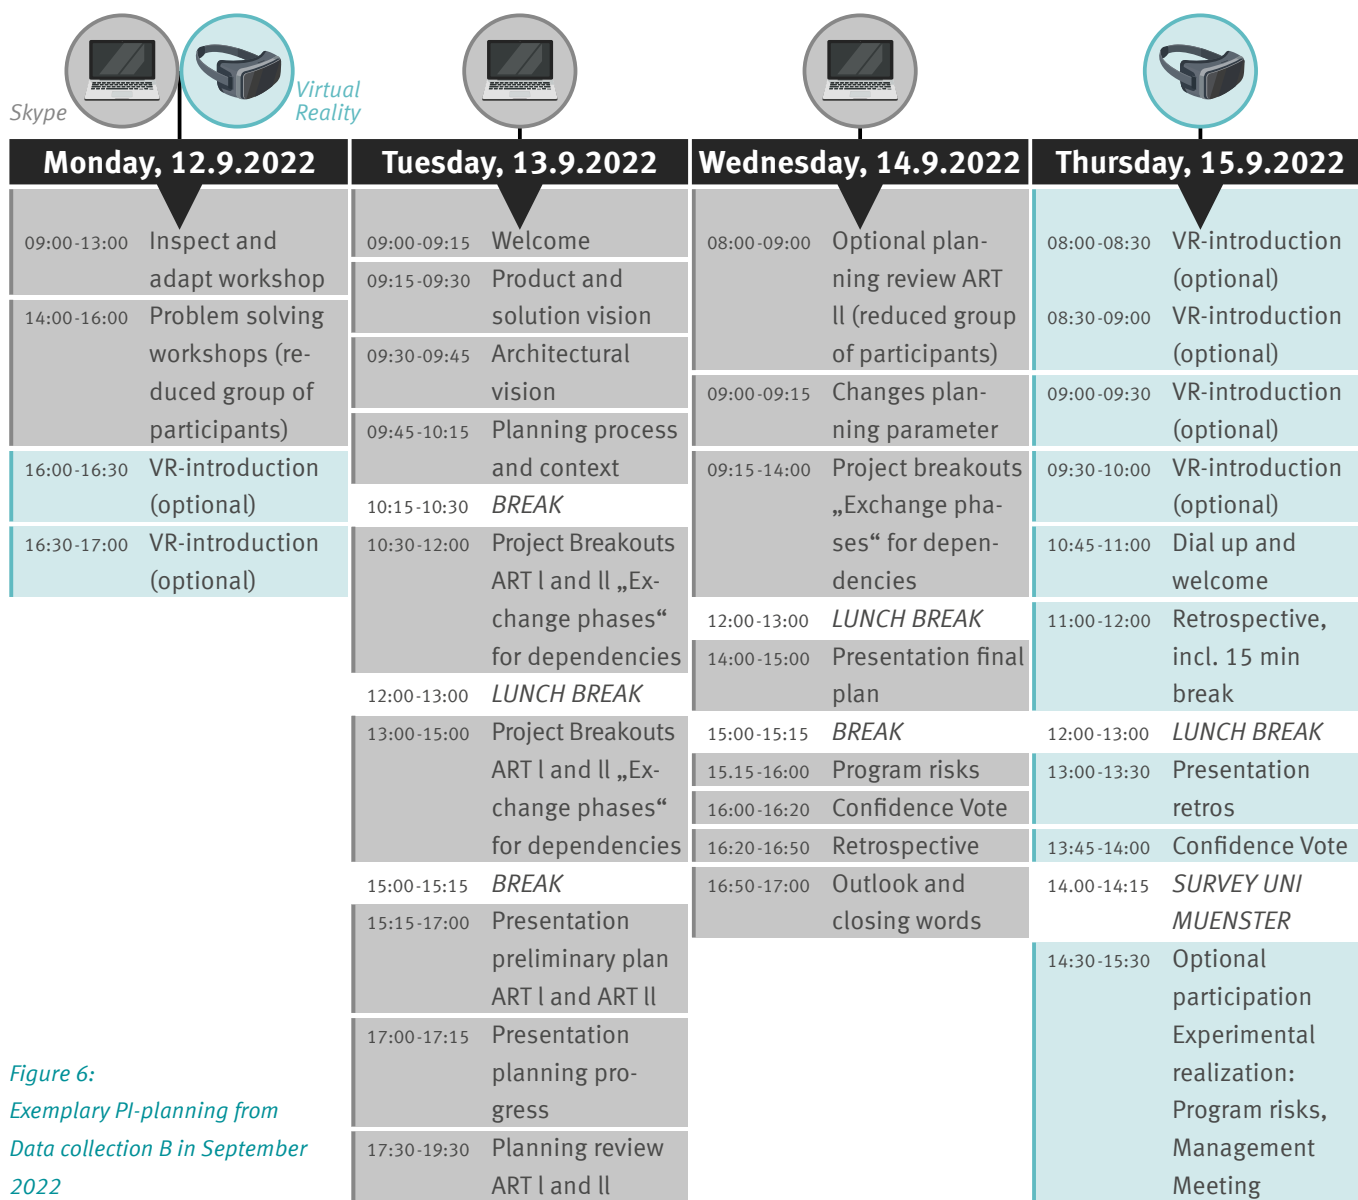 Skype
Virtual
Reality
Monday, 12.9.2022
09:00-13:00 Inspect and
adapt workshop
14:00-16:00 Problem solving
workshops (re-
duced group of
participants)
16:00-16:30 VR-introduction
(optional)
16:30-17:00 VR-introduction
(optional)
Tuesday, 13.9.2022
09:00-09:15 Welcome
09:15-09:30 Product and
solution vision
09:30-09:45 Architectural
vision
09:45-10:15 Planning process
and context
10:15-10:30 BREAK
10:30-12:00 Project Breakouts
ART l and ll „Ex-
change phases“
for dependencies
12:00-13:00 LUNCH BREAK
13:00-15:00 Project Breakouts
ART l and ll „Ex-
change phases“
for dependencies
15:00-15:15 BREAK
15:15-17:00 Presentation
preliminary plan
ART l and ART ll
17:00-17:15 Presentation
planning pro-
gress
17:30-19:30 Planning review
ART l and ll
Wednesday, 14.9.2022
08:00-09:00 Optional plan-
ning review ART
ll (reduced group
of participants)
09:00-09:15 Changes plan-
ning parameter
09:15-14:00 Project breakouts
„Exchange pha-
ses“ for depen-
dencies
12:00-13:00 LUNCH BREAK
14:00-15:00 Presentation final
plan
15:00-15:15 BREAK
15.15-16:00 Program risks
16:00-16:20 Confidence Vote
16:20-16:50 Retrospective
16:50-17:00 Outlook and
closing words
Thursday, 15.9.2022
08:00-08:30 VR-introduction
(optional)
08:30-09:00 VR-introduction
(optional)
09:00-09:30 VR-introduction
(optional)
09:30-10:00 VR-introduction
(optional)
10:45-11:00 Dial up and
welcome
11:00-12:00 Retrospective,
incl. 15 min
break
12:00-13:00 LUNCH BREAK
13:00-13:30 Presentation
retros
13:45-14:00 Confidence Vote
14.00-14:15 SURVEY UNI
MUENSTER
14:30-15:30 Optional
participation
Experimental
realization:
Program risks,
Management
Meeting
Figure 6:
Exemplary PI-planning from
Data collection B in September
2022